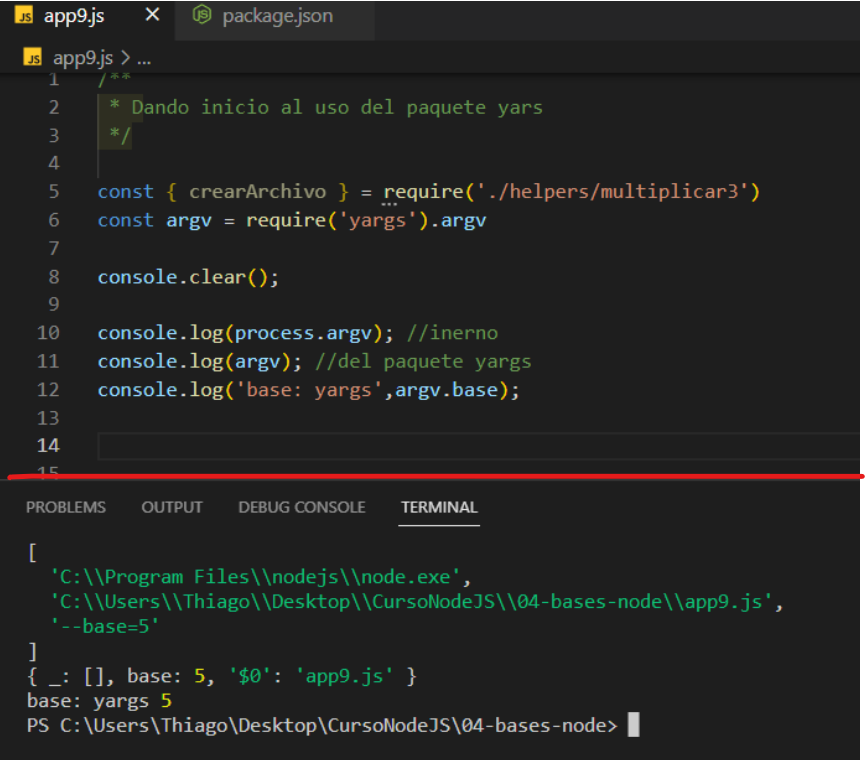 JS app9.js × JS package.json
JS app9.js > ...
1 /**
2 * Dando inicio al uso del paquete yars
3 */
4
5 const { crearArchivo } = require('./helpers/multiplicar3')
6 const argv = require('yargs').argv
7
8 console.clear();
9
10 console.log(process.argv); //inerno
11 console.log(argv); //del paquete yargs
12 console.log('base: yargs',argv.base);
13
14
15
PROBLEMS OUTPUT DEBUG CONSOLE TERMINAL
[
'C:\\Program Files\\nodejs\\node.exe',
'C:\\Users\\Thiago\\Desktop\\CursoNodeJS\\04-bases-node\\app9.js',
'--base=5'
]
{ _: [], base: 5, '$0': 'app9.js' }
base: yargs 5
PS C:\Users\Thiago\Desktop\CursoNodeJS\04-bases-node>